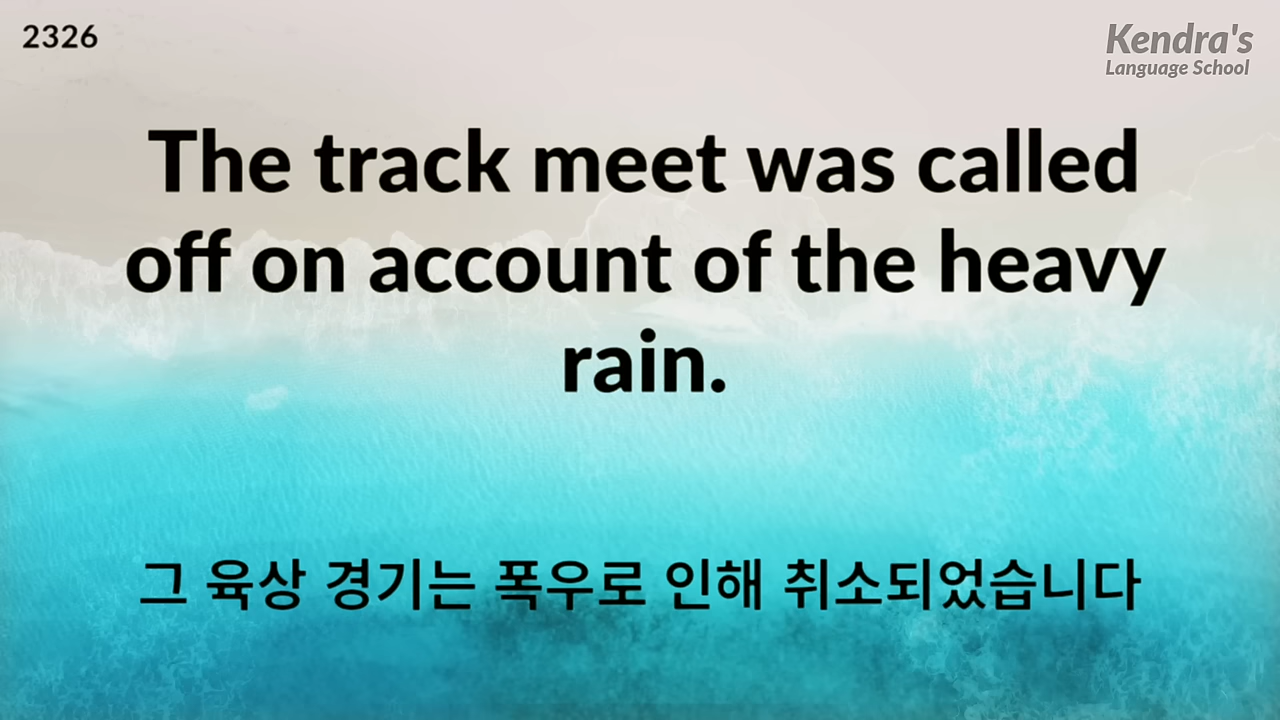 2326
Kendra's
Language School
The track meet was called
off on account of the heavy
rain.
그 육상 경기는 폭우로 인해 취소되었습니다